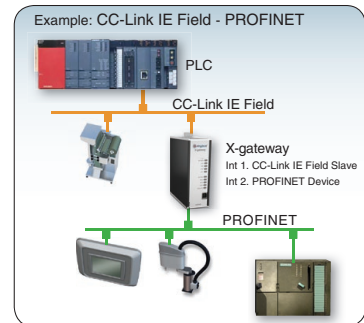 Example: CC-Link IE Field - PROFINET
PLC
CC-Link IE Field
X-gateway
Int 1. CC-Link IE Field Slave
Int 2. PROFINET Device
PROFINET